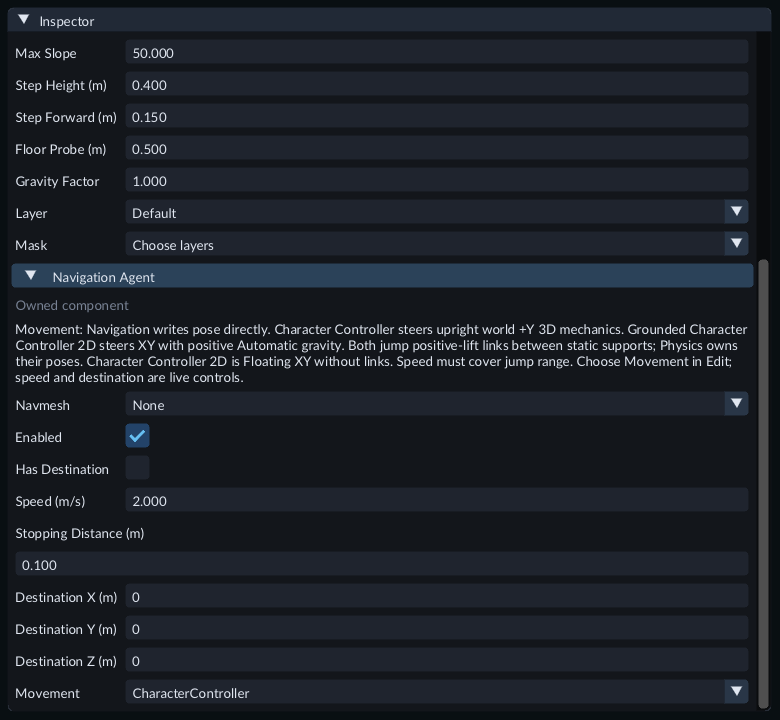 Inspector
Max Slope 50.000
Step Height (m) 0.400
Step Forward (m) 0.150
Floor Probe (m) 0.500
Gravity Factor 1.000
Layer Default
Mask Choose layers
Navigation Agent
Owned component
Movement: Navigation writes pose directly. Character Controller steers upright world +Y 3D mechanics. Grounded Character
Controller 2D steers XY with positive Automatic gravity. Both jump positive-lift links between static supports; Physics owns
their poses. Character Controller 2D is Floating XY without links. Speed must cover jump range. Choose Movement in Edit;
speed and destination are live controls.
Navmesh None
Enabled
Has Destination
Speed (m/s) 2.000
Stopping Distance (m)
0.100
Destination X (m) 0
Destination Y (m) 0
Destination Z (m) 0
Movement CharacterController